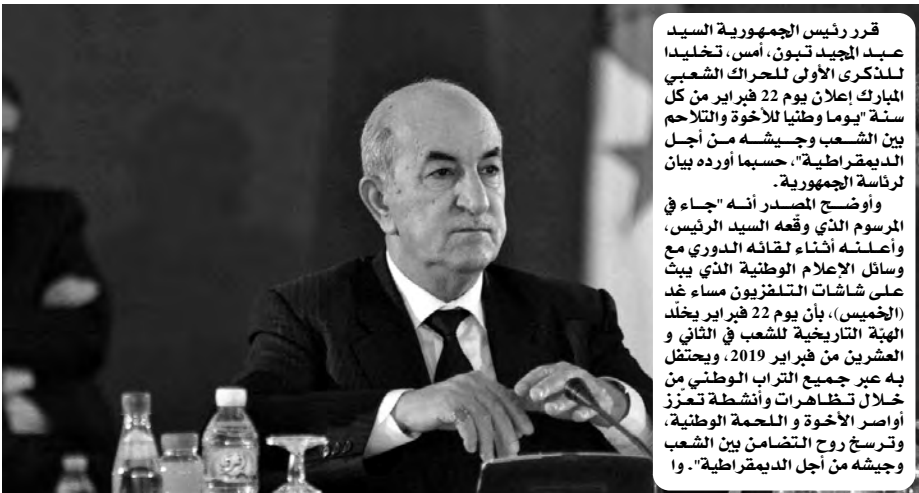 قرر رئيس الجمهورية السيد
عبد المجيد تبون، أمس، تخليدا
للذكرى الأولى للحراك الشعبي
المبارك إعلان يوم 22 فبراير من كل
سنة "يوما وطنيا للأخوة والتلاحم
بين الشعب وجيشه من أجل
الديمقراطية"، حسبما أورده بيان
لرئاسة الجمهورية.
وأوضح المصدر أنه "جاء في
المرسوم الذي وقّعه السيد الرئيس،
وأعلنه أثناء لقائه الدوري مع
وسائل الإعلام الوطنية الذي يبث
على شاشات التلفزيون مساء غد
(الخميس)، بأن يوم 22 فبراير يخلّد
الهبّة التاريخية للشعب في الثاني و
العشرين من فبراير 2019، ويحتفل
به عبر جميع التراب الوطني من
خلال تظاهرات وأنشطة تعزّز
أواصر الأخوة و اللحمة الوطنية،
وترسخ روح التضامن بين الشعب
وجيشه من أجل الديمقراطية". وا